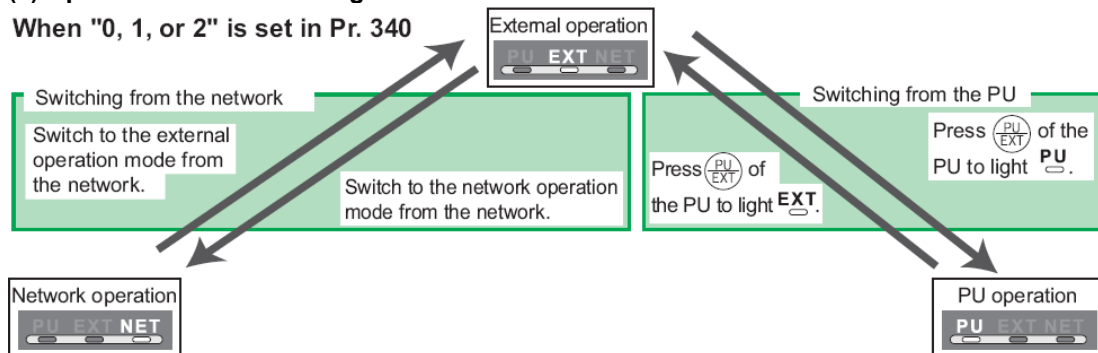 When "0, 1, or 2" is set in Pr. 340
External operation
PU EXT NET
Switching from the network
Switch to the external
operation mode from
the network.
Switch to the network operation
mode from the network.
Switching from the PU
Press PU/EXT of the
PU to light PU.
Press PU/EXT of
the PU to light EXT.
Network operation
PU EXT NET
PU operation
PU EXT NET